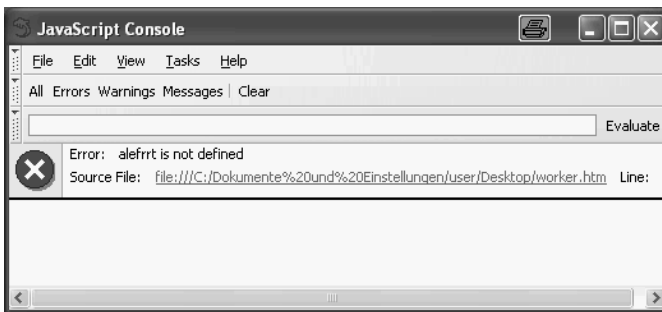 JavaScript Console
File Edit View Tasks Help
All Errors Warnings Messages Clear
Evaluate
Error: alefrrt is not defined
Source File: file:///C:/Dokumente%20und%20Einstellungen/user/Desktop/worker.htm Line: